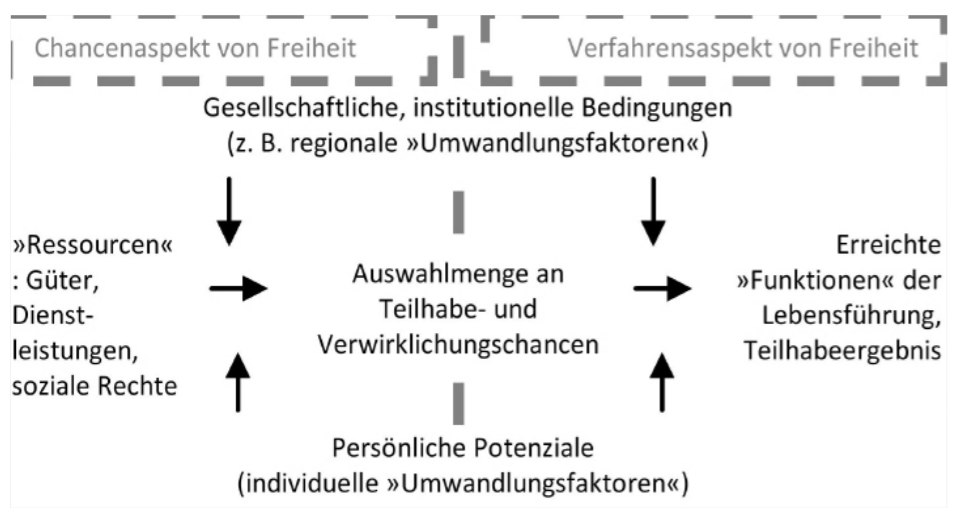 Chancenaspekt von Freiheit
Verfahrensaspekt von Freiheit
Gesellschaftliche, institutionelle Bedingungen
(z. B. regionale »Umwandlungsfaktoren«)
»Ressourcen«
: Güter,
Dienst-
leistungen,
soziale Rechte
Auswahlmenge an
Teilhabe- und
Verwirklichungschancen
Erreichte
»Funktionen« der
Lebensführung,
Teilhabeergebnis
Persönliche Potenziale
(individuelle »Umwandlungsfaktoren«)